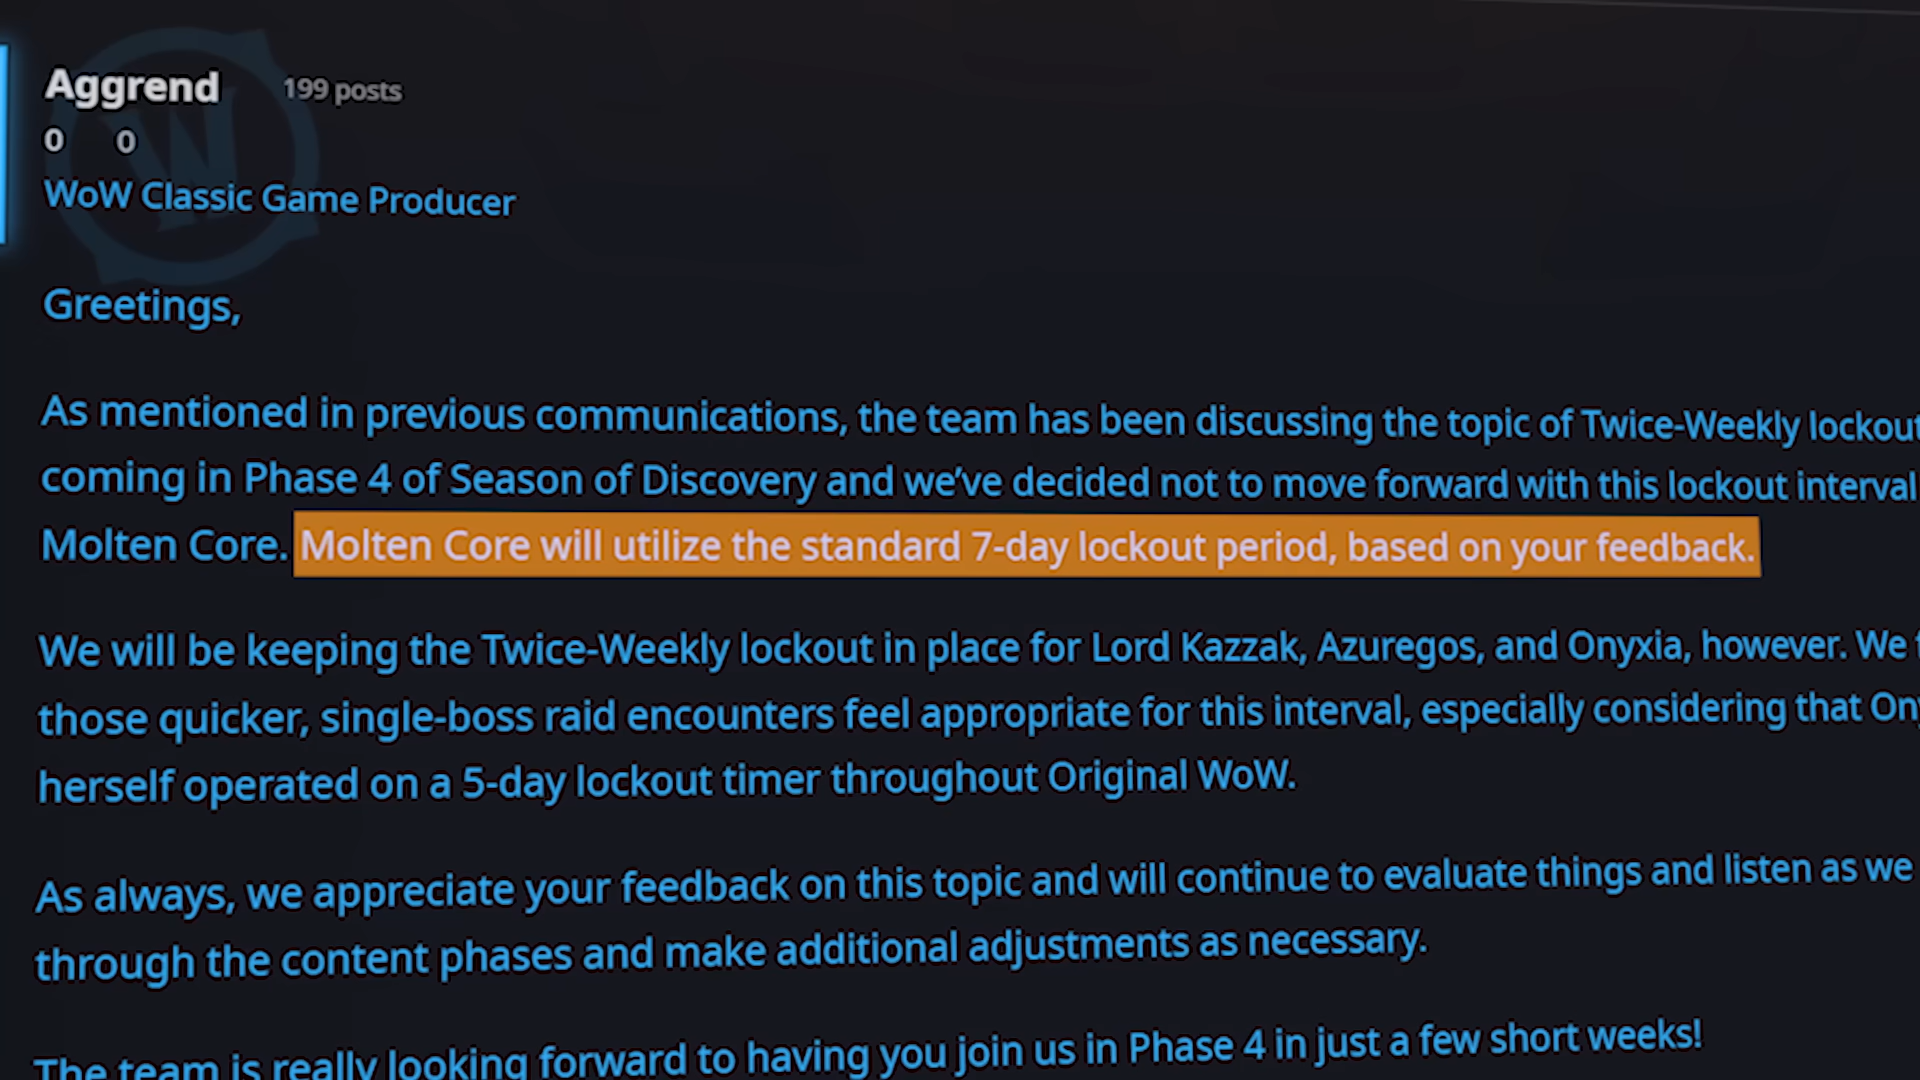 Aggrend 199 posts
0 0
WoW Classic Game Producer
Greetings,
As mentioned in previous communications, the team has been discussing the topic of Twice-Weekly lockout
coming in Phase 4 of Season of Discovery and we’ve decided not to move forward with this lockout interval
Molten Core. Molten Core will utilize the standard 7-day lockout period, based on your feedback.
We will be keeping the Twice-Weekly lockout in place for Lord Kazzak, Azuregos, and Onyxia, however. We
those quicker, single-boss raid encounters feel appropriate for this interval, especially considering that
herself operated on a 5-day lockout timer throughout Original WoW.
As always, we appreciate your feedback on this topic and will continue to evaluate things and listen as we
through the content phases and make additional adjustments as necessary.
The team is really looking forward to having you join us in Phase 4 in just a few short weeks!